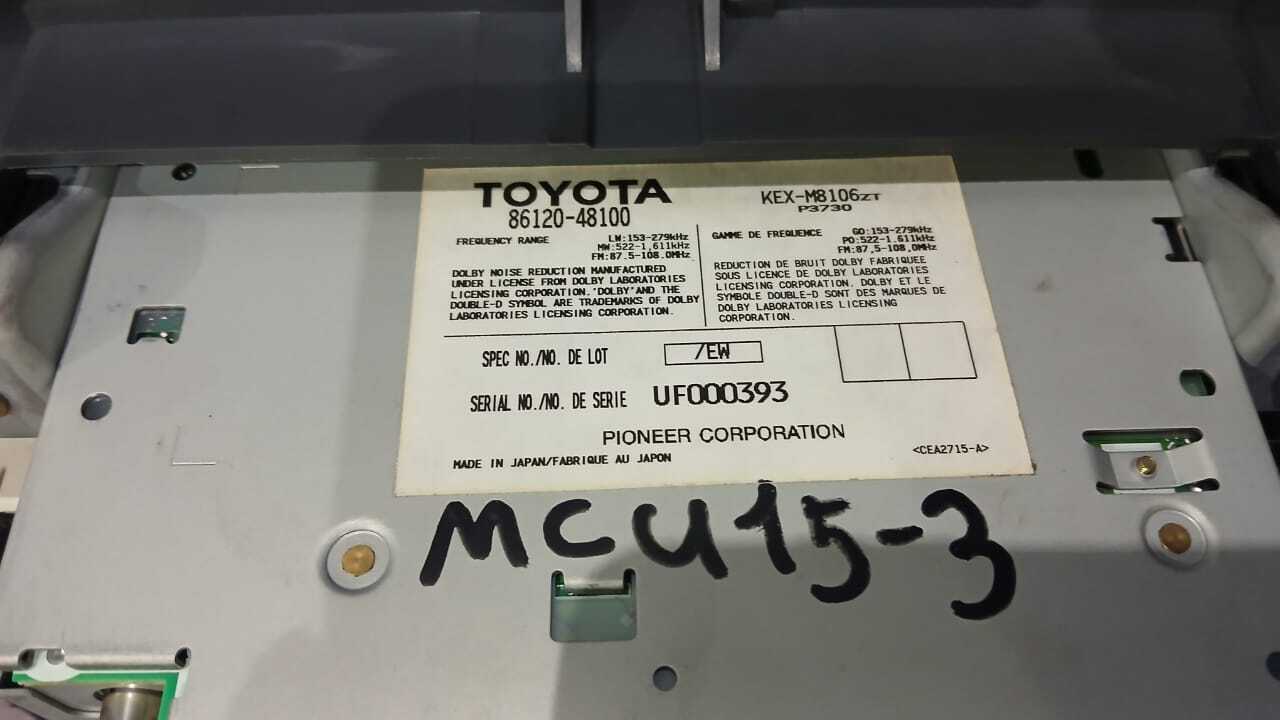 TOYOTA
86120-48100
KEX-M8106ZT
P3730
FREQUENCY RANGE
LW:153-279kHz
MW:522-1,611kHz
FM:87.5-108.0MHz
GAMME DE FREQUENCE
GO:153-279kHz
PO:522-1.611kHz
FM:87,5-108.0MHz
DOLBY NOISE REDUCTION MANUFACTURED
UNDER LICENSE FROM DOLBY LABORATORIES
LICENSING CORPORATION. "DOLBY" AND THE
DOUBLE-D SYMBOL ARE TRADEMARKS OF DOLBY
LABORATORIES LICENSING CORPORATION.
REDUCTION DE BRUIT DOLBY FABRIQUEE
SOUS LICENCE DE DOLBY LABORATORIES
LICENSING CORPORATION. DOLBY ET LE
SYMBOLE DOUBLE-D SONT DES MARQUES DE
DOLBY LABORATORIES LICENSING
CORPORATION.
SPEC NO./NO. DE LOT /EW
SERIAL NO./NO. DE SERIE UF000393
PIONEER CORPORATION
MADE IN JAPAN/FABRIQUE AU JAPON
<CEA2715-A>
MCU15-3